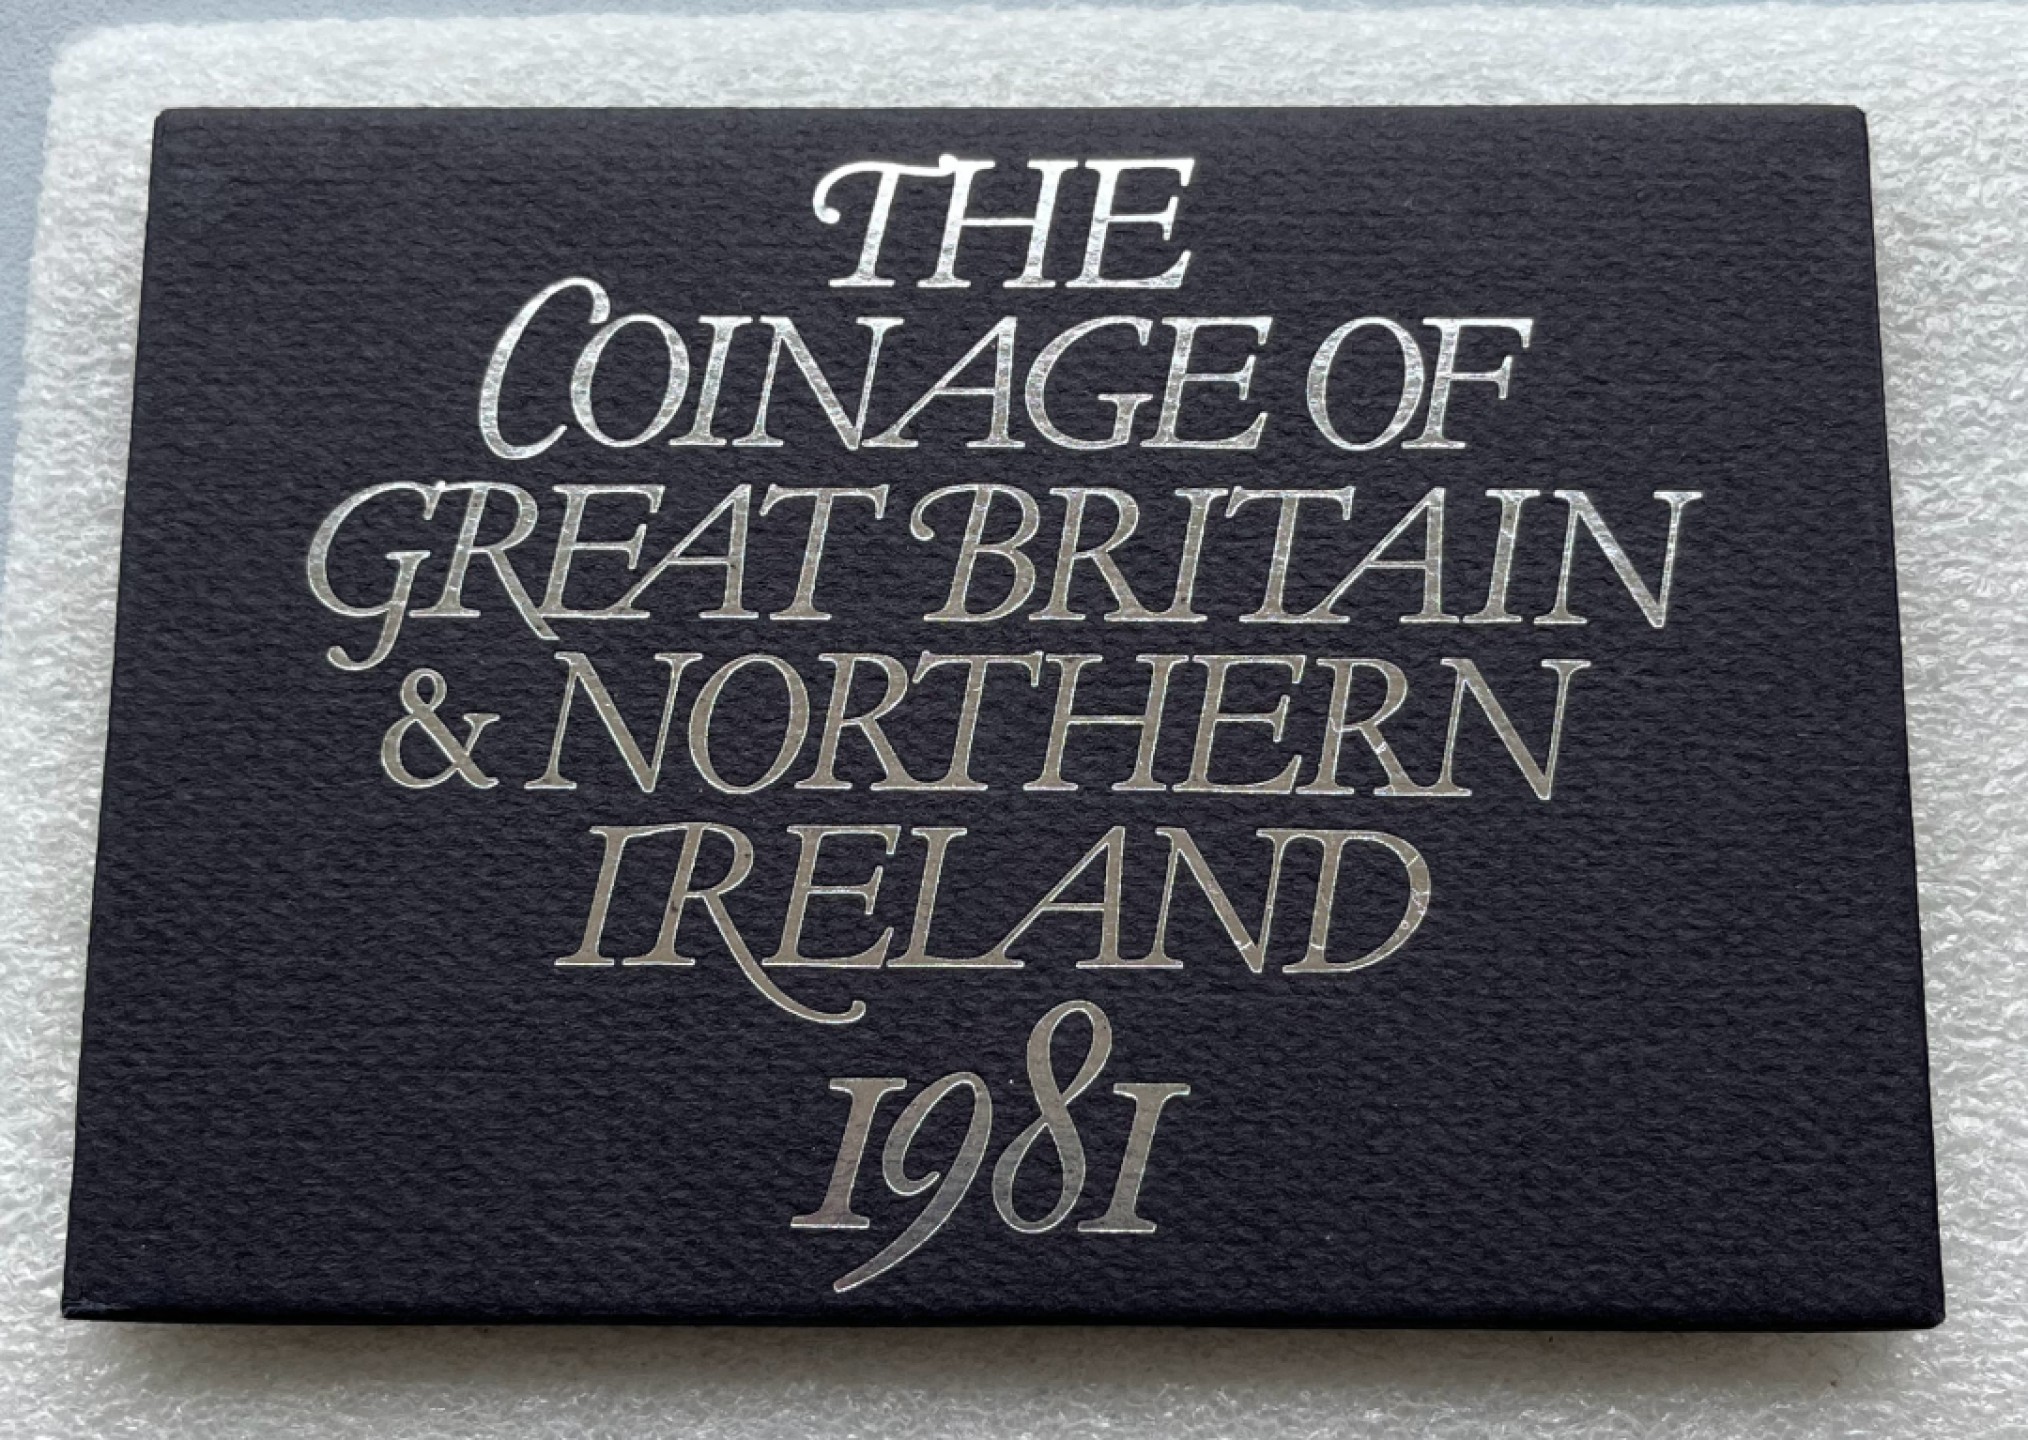 THE
COINAGE OF
GREAT BRITAIN
& NORTHERN
IRELAND
1981